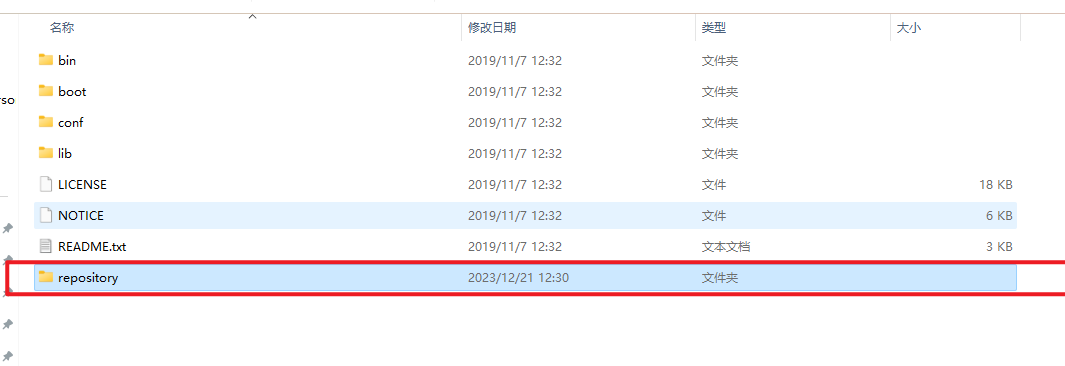 名称 修改日期 类型 大小
bin 2019/11/7 12:32 文件夹
boot 2019/11/7 12:32 文件夹
rso
conf 2019/11/7 12:32 文件夹
lib 2019/11/7 12:32 文件夹
LICENSE 2019/11/7 12:32 文件 18 KB
NOTICE 2019/11/7 12:32 文件 6 KB
README.txt 2019/11/7 12:32 文本文档 3 KB
repository 2023/12/21 12:30 文件夹